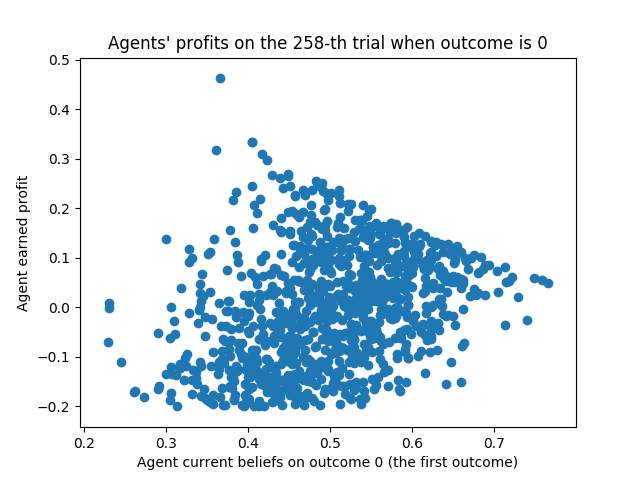 Agents' profits on the 258-th trial when outcome is 0
0.5
0.4
0.3
0.2
0.1
0.0
−0.1
−0.2
Agent earned profit
0.2 0.3 0.4 0.5 0.6 0.7
Agent current beliefs on outcome 0 (the first outcome)